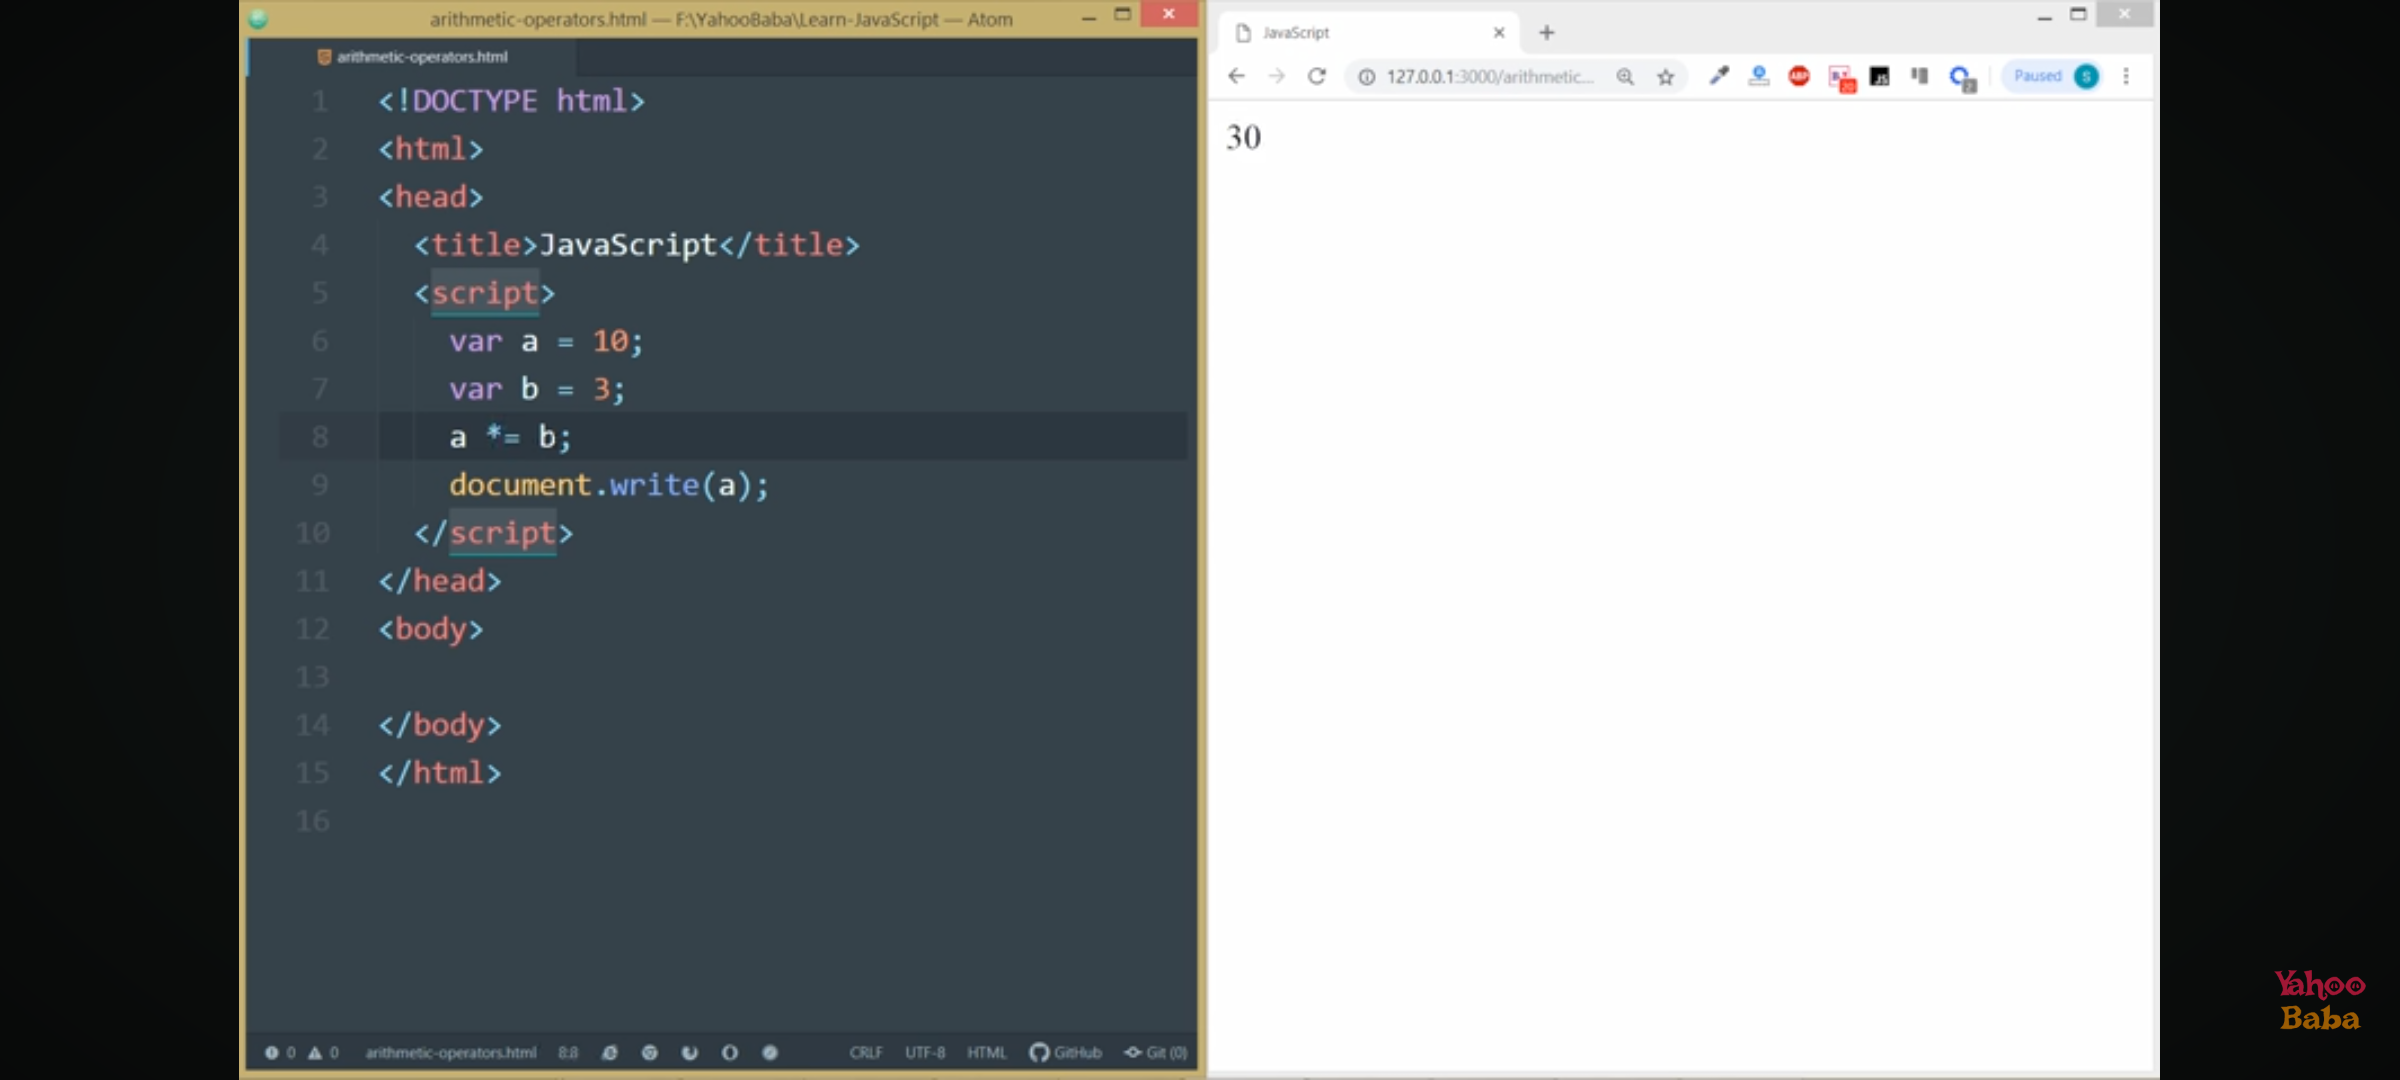 arithmetic-operators.html — F:\YahooBaba\Learn-JavaScript — Atom
arithmetic-operators.html
1 <!DOCTYPE html>
2 <html>
3 <head>
4 <title>JavaScript</title>
5 <script>
6 var a = 10;
7 var b = 3;
8 a *= b;
9 document.write(a);
10 </script>
11 </head>
12 <body>
13
14 </body>
15 </html>
16
0 0 arithmetic-operators.html 8:8 CRLF UTF-8 HTML GitHub Git (0)
JavaScript
127.0.0.1:3000/arithmetic... ABP JS Paused S
30
Yahoo
Baba